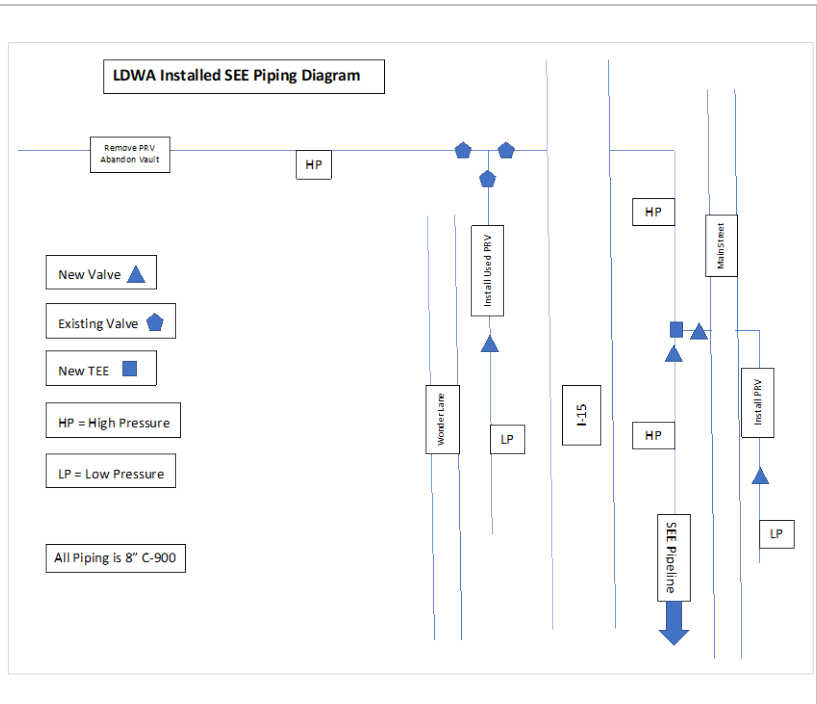 LDWA Installed SEE Piping Diagram
Remove PRV
Abandon Vault
HP
HP
MainStreet
Install Used PRV
New Valve
Existing Valve
New TEE
HP = High Pressure
LP = Low Pressure
All Piping is 8” C-900
Wonder Lane
LP
I-15
HP
Install PRV
LP
SEE Pipeline